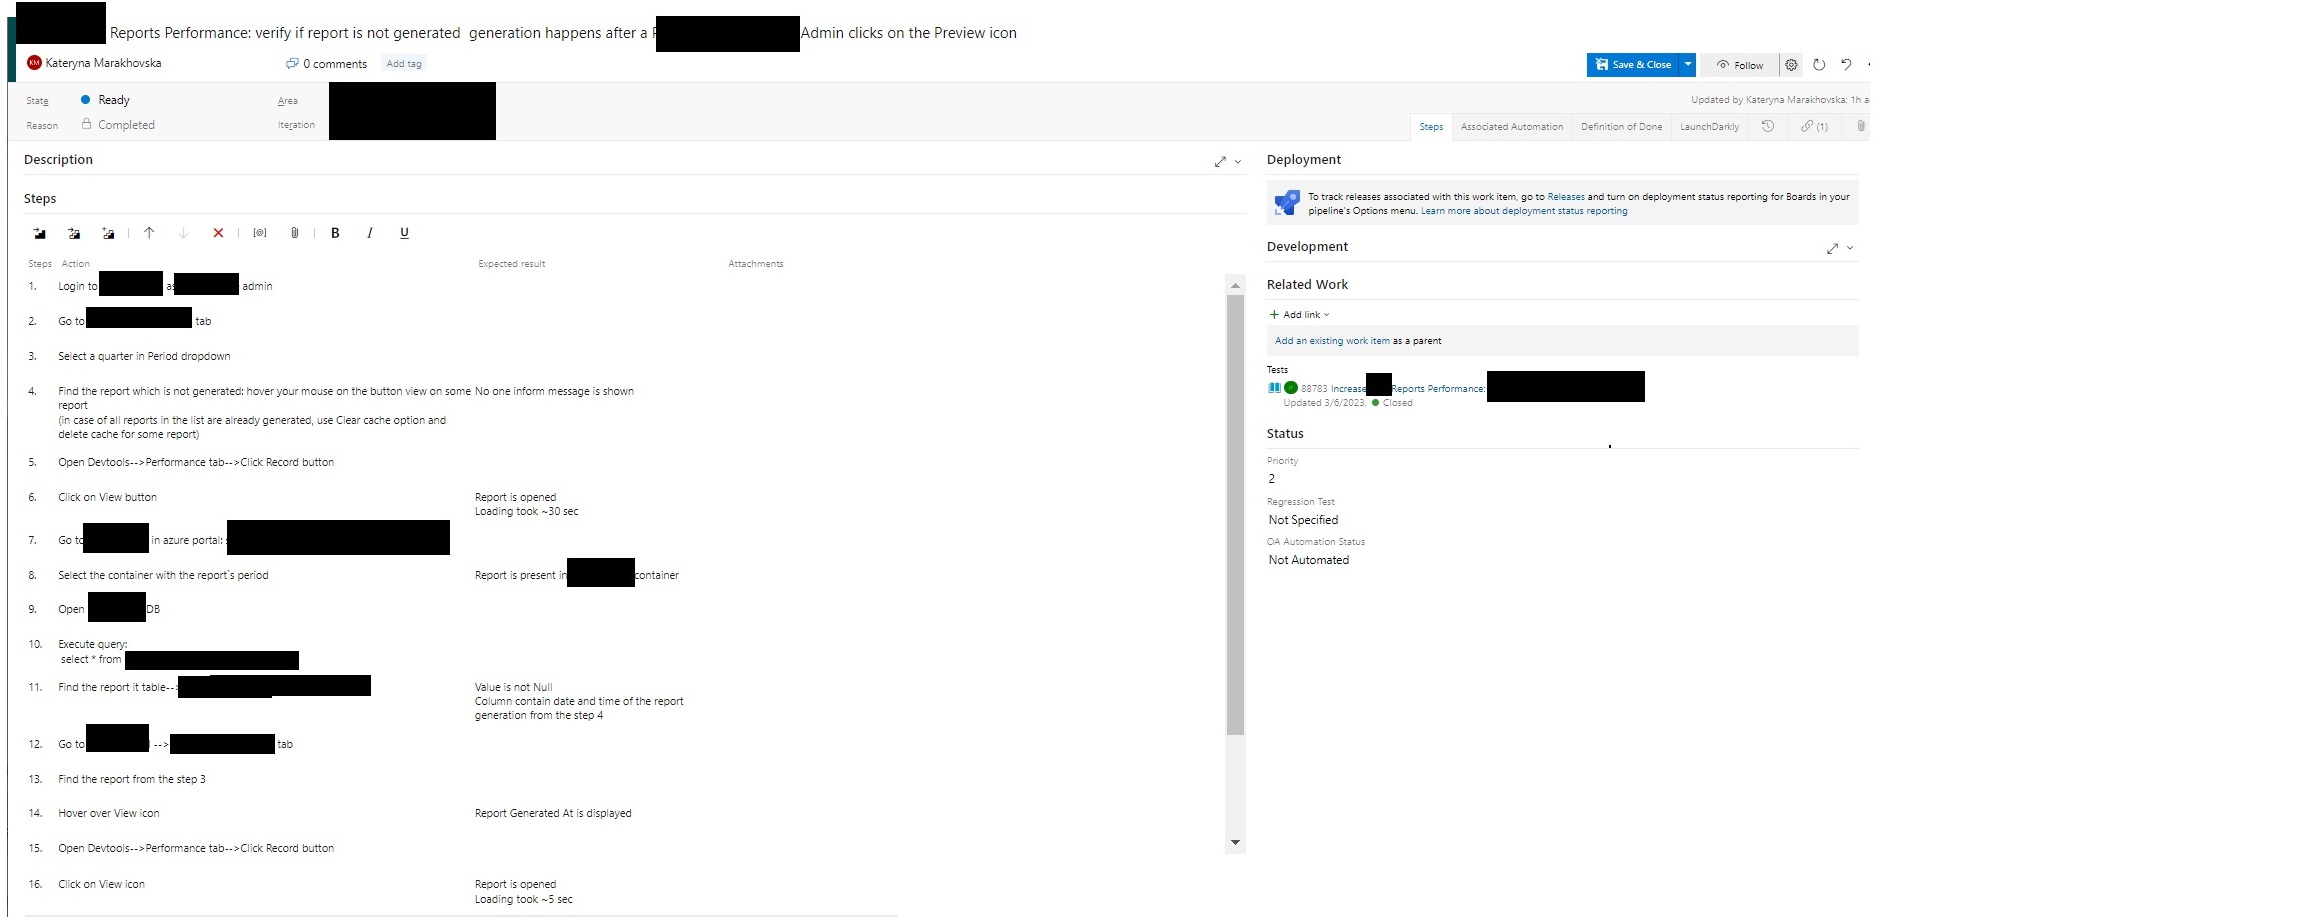 Reports Performance: verify if report is not generated  generation happens after a Admin clicks on the Preview icon
KM Kateryna Marakhovska 0 comments Add tag
Save & Close Follow
State Ready Area
Updated by Kateryna Marakhovska: 1h a
Reason Completed Iteration
Steps Associated Automation Definition of Done LaunchDarkly (1)
Description
Deployment
To track releases associated with this work item, go to Releases and turn on deployment status reporting for Boards in your
pipeline's Options menu. Learn more about deployment status reporting
Steps
B I U
Steps Action Expected result Attachments
1. Login to as admin
2. Go to tab
3. Select a quarter in Period dropdown
4. Find the report which is not generated: hover your mouse on the button view on some No one inform message is shown
report
(in case of all reports in the list are already generated, use Clear cache option and
delete cache for some report)
5. Open Devtools-->Performance tab-->Click Record button
6. Click on View button Report is opened
Loading took ~30 sec
7. Go to in azure portal:
8. Select the container with the report`s period Report is present in container
9. Open DB
10. Execute query:
select * from
11. Find the report it table--> Value is not Null
Column contain date and time of the report
generation from the step 4
12. Go to --> tab
13. Find the report from the step 3
14. Hover over View icon Report Generated At is displayed
15. Open Devtools-->Performance tab-->Click Record button
16. Click on View icon Report is opened
Loading took ~5 sec
Development
Related Work
+ Add link
Add an existing work item as a parent
Tests
88783 Increase Reports Performance:
Updated 3/6/2023, Closed
Status
Priority
2
Regression Test
Not Specified
QA Automation Status
Not Automated